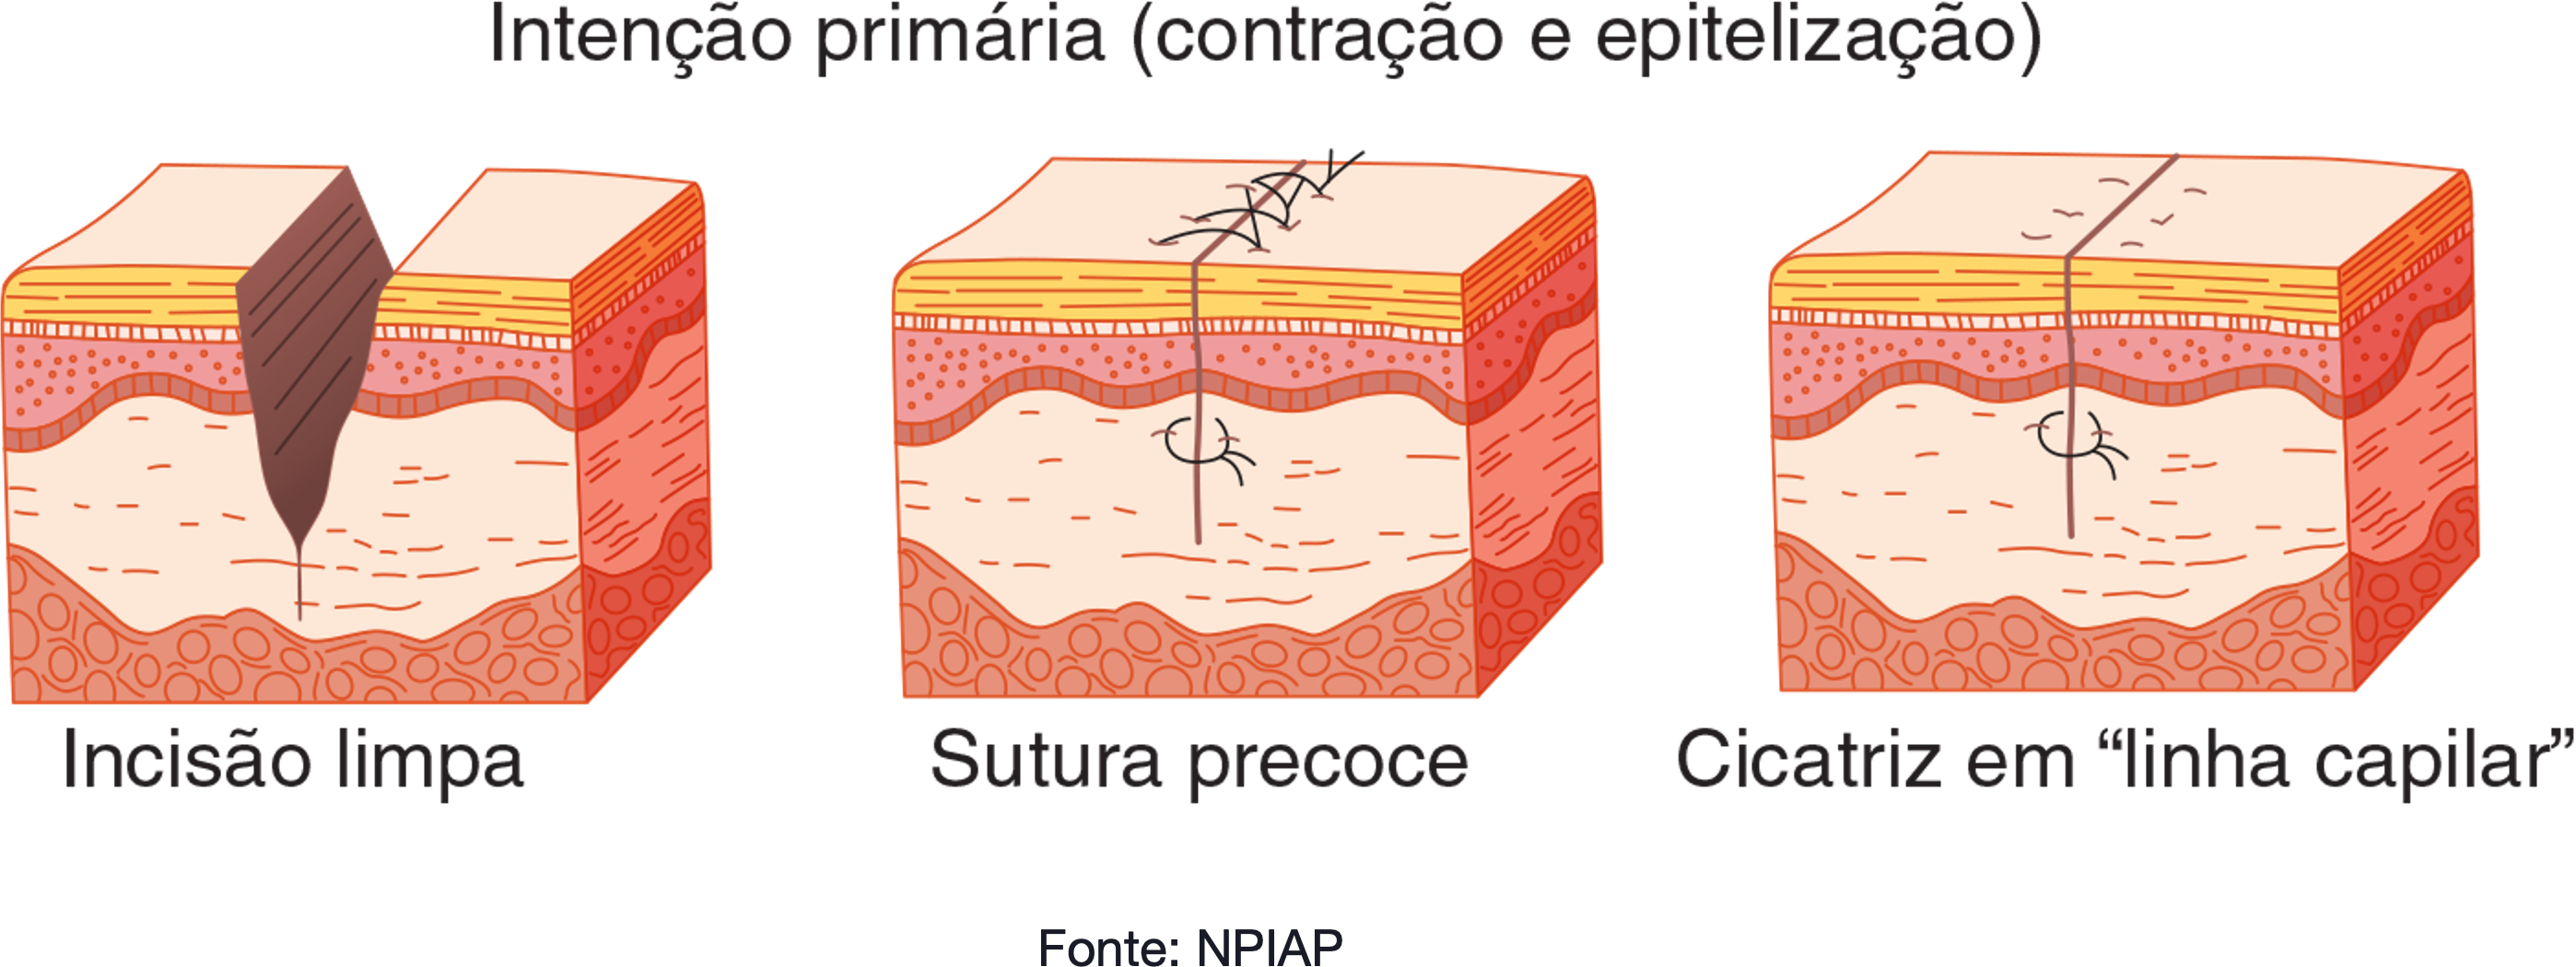 Intenção primária (contração e epitelização)
Incisão limpa
Sutura precoce
Cicatriz em “linha capilar”
Fonte: NPIAP